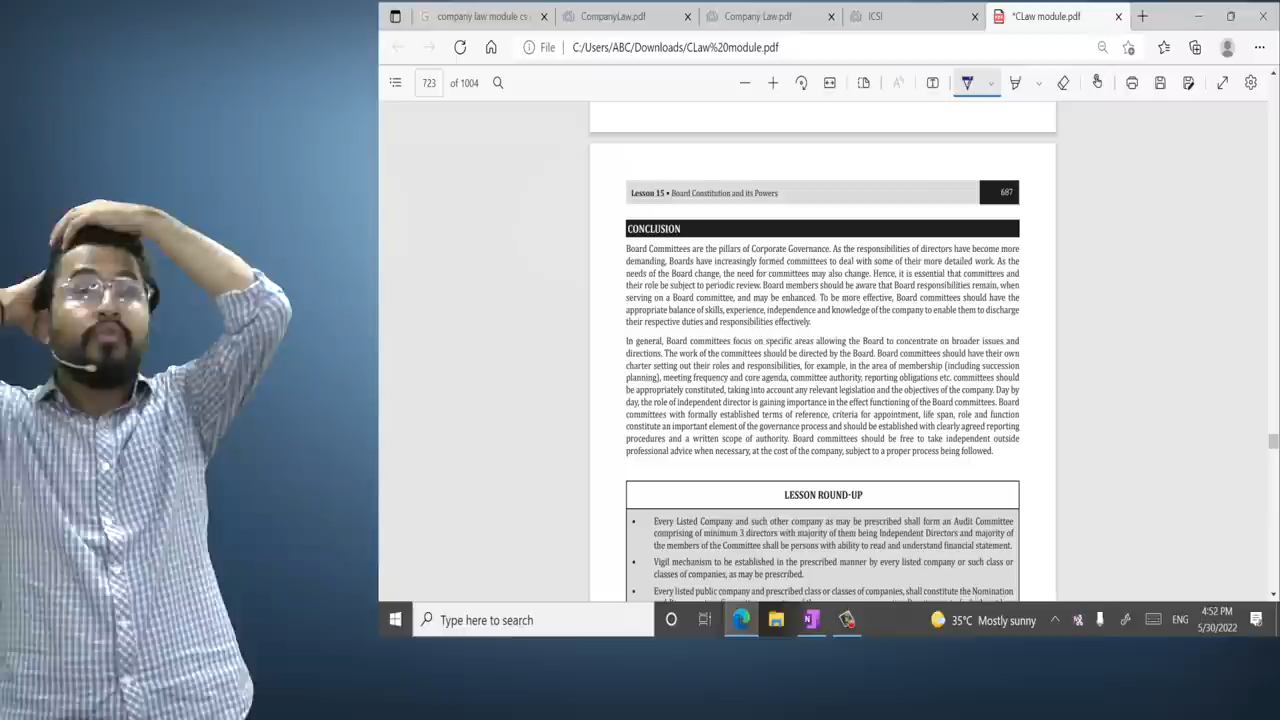 company law module cs
CompanyLaw.pdf
Company Law.pdf
ICSI
*CLaw module.pdf
File
C:/Users/ABC/Downloads/CLaw%20module.pdf
723 of 1004
Lesson 15 • Board Constitution and its Powers
687
CONCLUSION
Board Committees are the pillars of Corporate Governance. As the responsibilities of directors have become more
demanding, Boards have increasingly formed committees to deal with some of their more detailed work. As the
needs of the Board change, the need for committees may also change. Hence, it is essential that committees and
their role be subject to periodic review. Board members should be aware that Board responsibilities remain, when
serving on a Board committee, and may be enhanced. To be more effective, Board committees should have the
appropriate balance of skills, experience, independence and knowledge of the company to enable them to discharge
their respective duties and responsibilities effectively.
In general, Board committees focus on specific areas allowing the Board to concentrate on broader issues and
directions. The work of the committees should be directed by the Board. Board committees should have their own
charter setting out their roles and responsibilities, for example, in the area of membership (including succession
planning), meeting frequency and core agenda, committee authority, reporting obligations etc. committees should
be appropriately constituted, taking into account any relevant legislation and the objectives of the company. Day by
day, the role of independent director is gaining importance in the effect functioning of the Board committees. Board
committees with formally established terms of reference, criteria for appointment, life span, role and function
constitute an important element of the governance process and should be established with clearly agreed reporting
procedures and a written scope of authority. Board committees should be free to take independent outside
professional advice when necessary, at the cost of the company, subject to a proper process being followed.
LESSON ROUND-UP
• Every Listed Company and such other company as may be prescribed shall form an Audit Committee
comprising of minimum 3 directors with majority of them being Independent Directors and majority of
the members of the Committee shall be persons with ability to read and understand financial statement.
• Vigil mechanism to be established in the prescribed manner by every listed company or such class or
classes of companies, as may be prescribed.
• Every listed public company and prescribed class or classes of companies, shall constitute the Nomination
Type here to search
35°C Mostly sunny
ENG
4:52 PM
5/30/2022